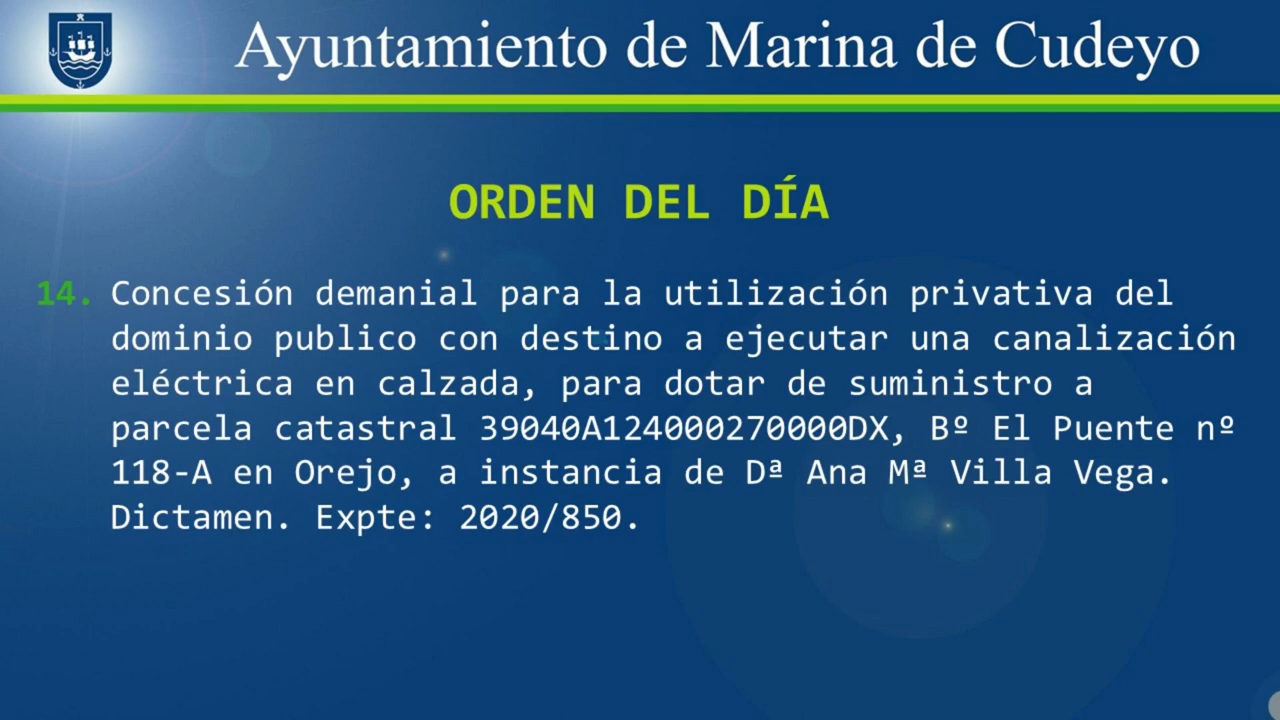 Ayuntamiento de Marina de Cudeyo
ORDEN DEL DÍA
14. Concesión demanial para la utilización privativa del
dominio publico con destino a ejecutar una canalización
eléctrica en calzada, para dotar de suministro a
parcela catastral 39040A124000270000DX, Bº El Puente nº
118-A en Orejo, a instancia de Dª Ana Mª Villa Vega.
Dictamen. Expte: 2020/850.